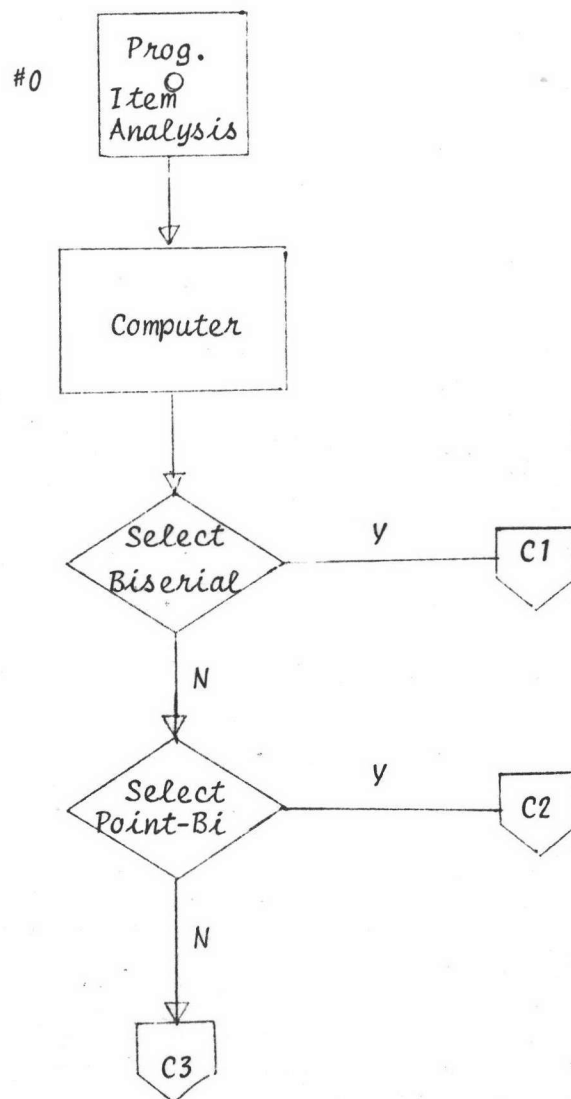 #0
Prog.
Item
Analysis
Computer
Select
Biserial
Y
C1
N
Select
Point-Bi
Y
C2
N
C3